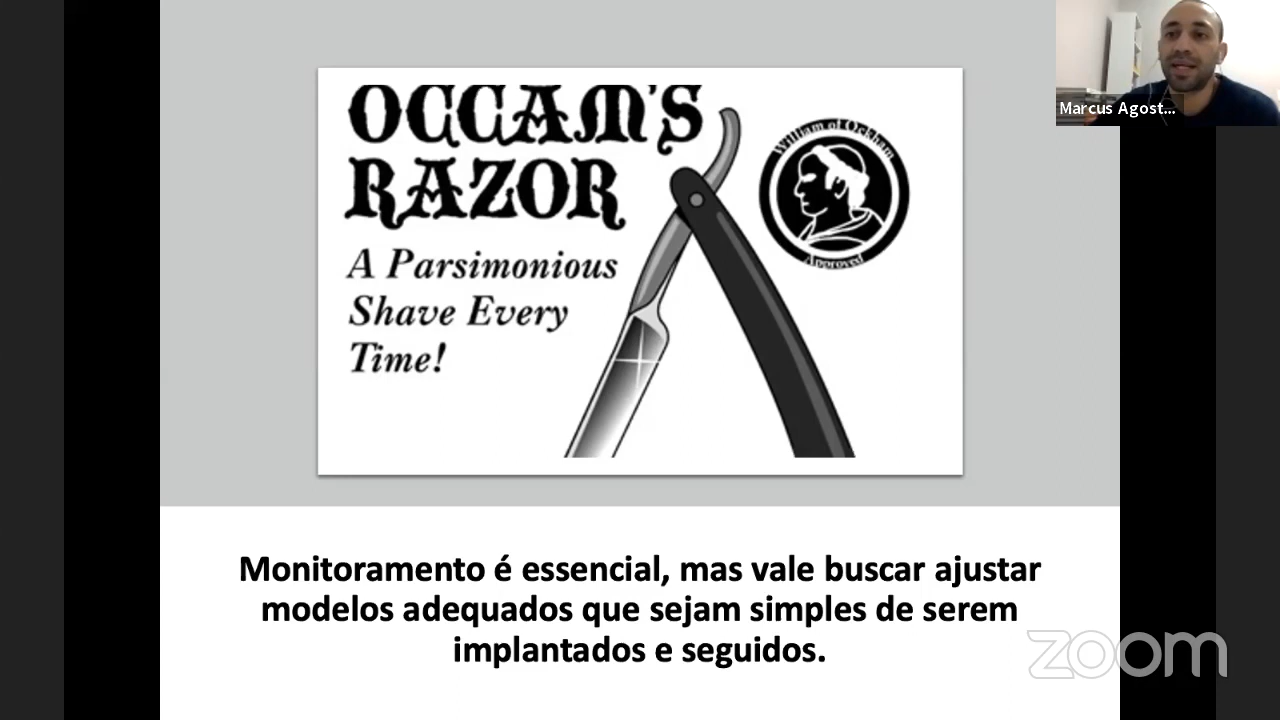 OCCAM'S
RAZOR
A Parsimonious
Shave Every
Time!
William of Ockham
Approved
Marcus Agost...
Monitoramento é essencial, mas vale buscar ajustar
modelos adequados que sejam simples de serem
implantados e seguidos.
zoom